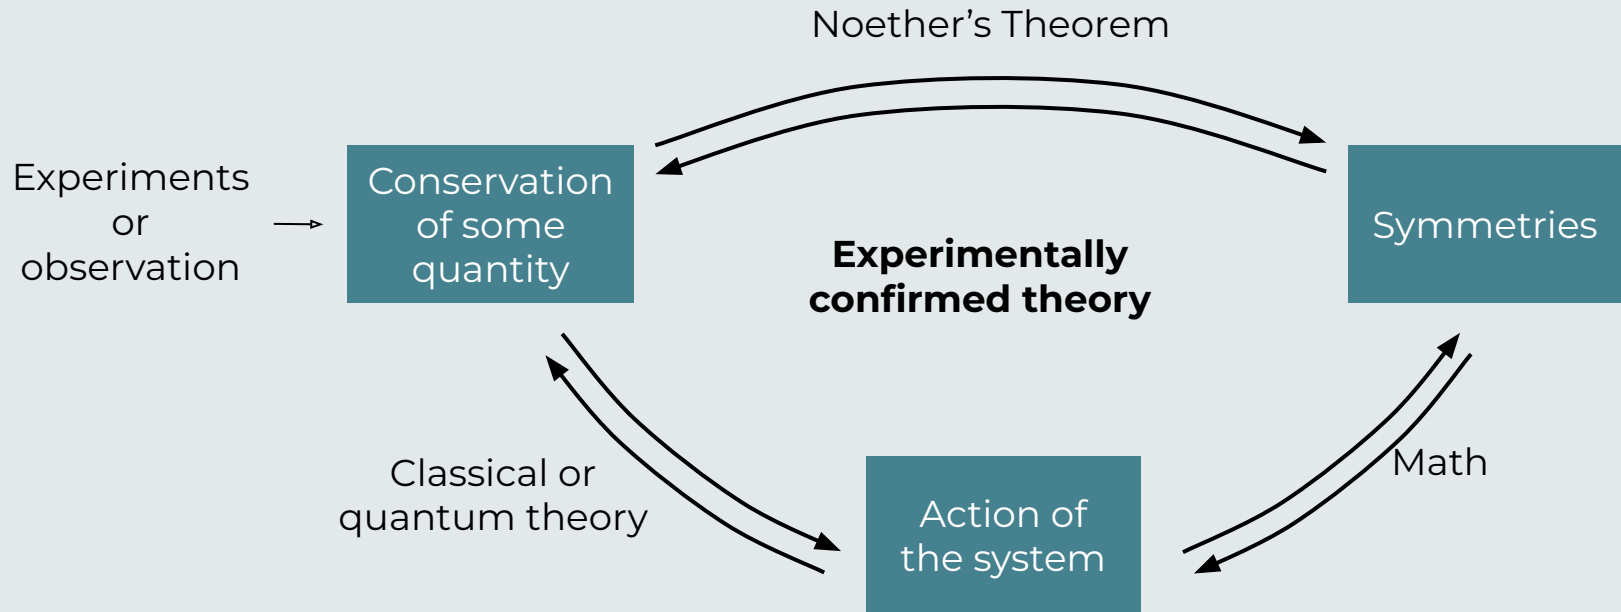 Noether’s Theorem
Experiments
or
observation
Conservation
of some
quantity
Symmetries
Experimentally
confirmed theory
Classical or
quantum theory
Math
Action of
the system